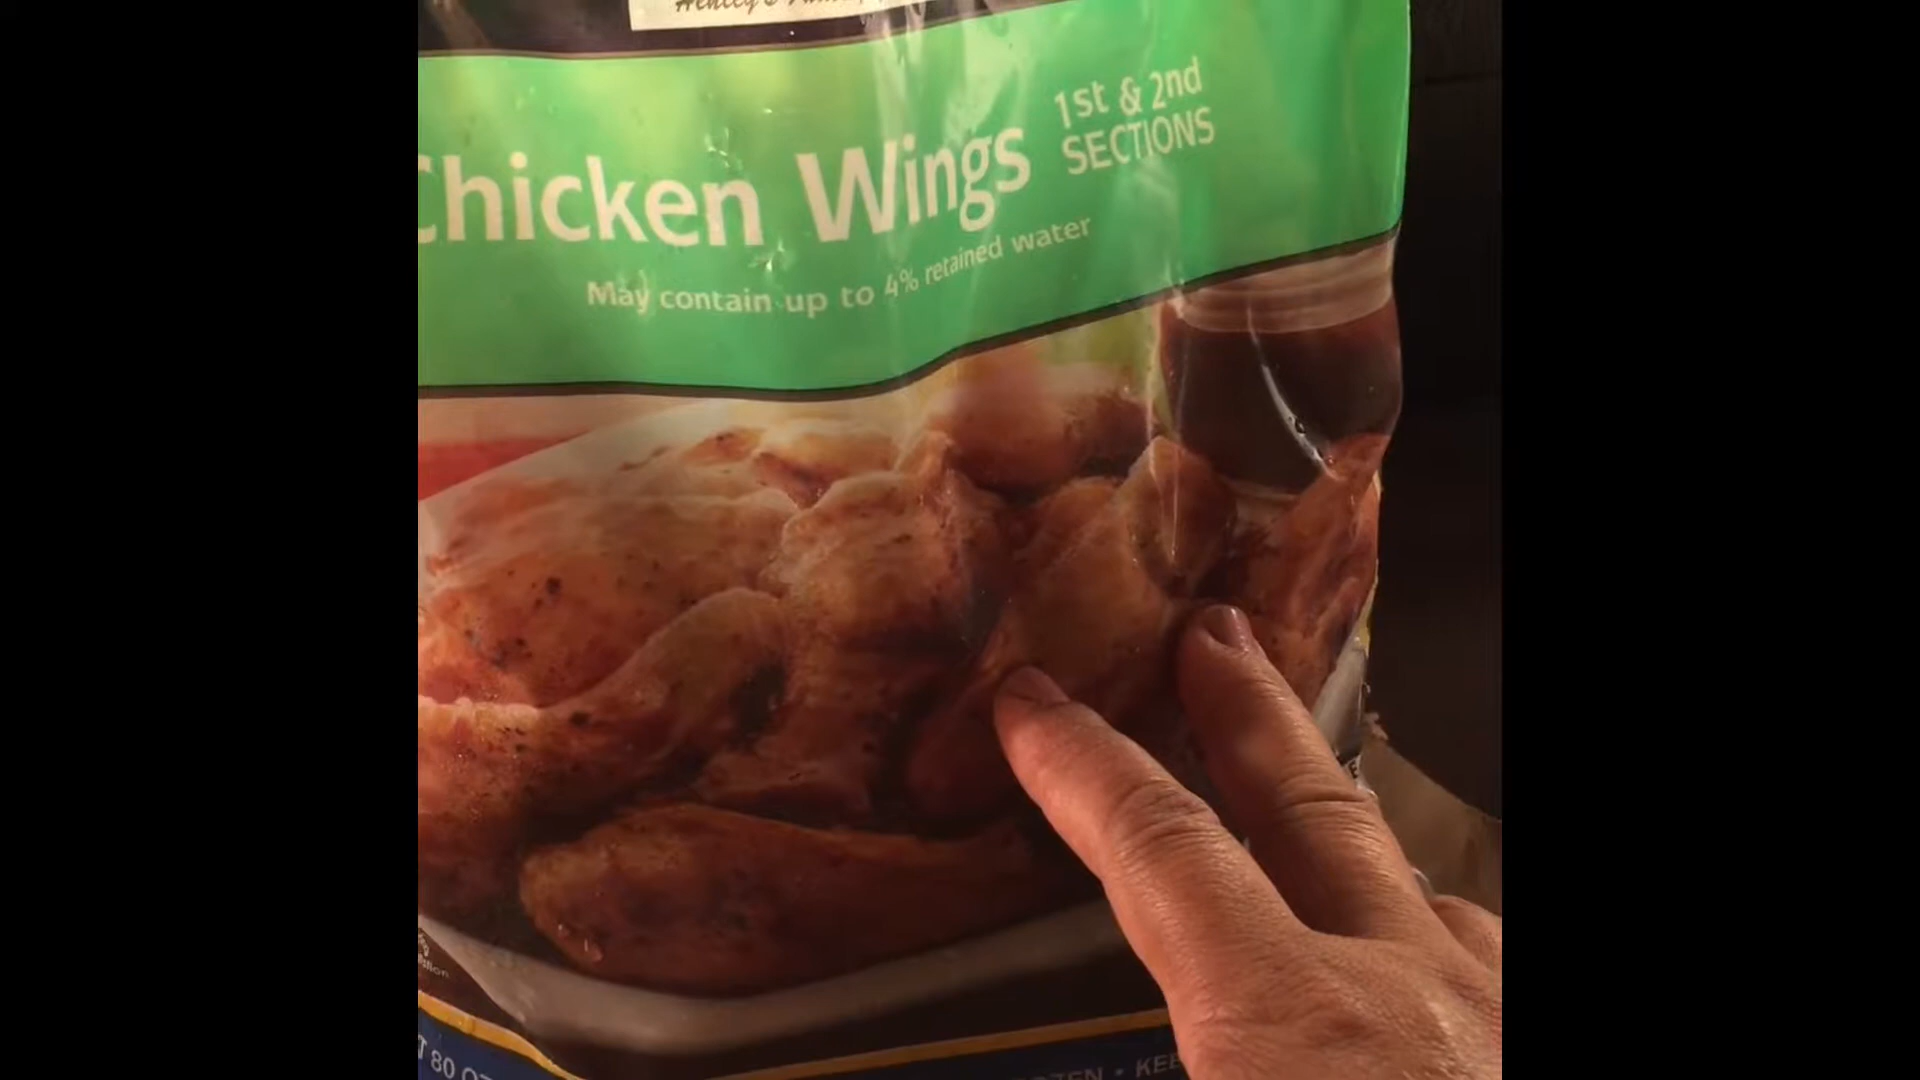 Chicken Wings
1st & 2nd
SECTIONS
May contain up to 4% retained water
80 OZ